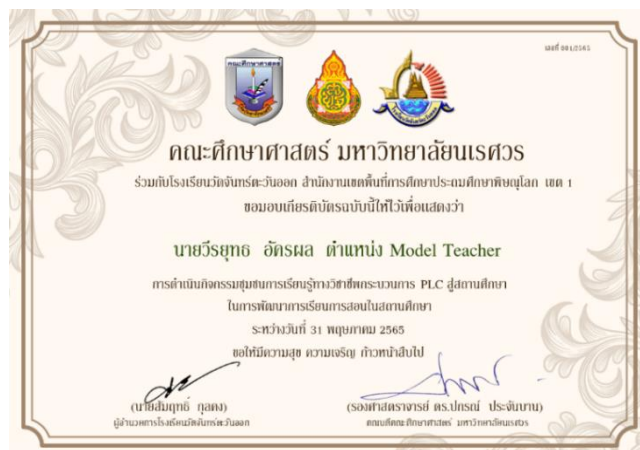 เลขที่ 001/2565
คณะศึกษาศาสตร์
คณะศึกษาศาสตร์ มหาวิทยาลัยนเรศวร
ร่วมกับโรงเรียนวัดจันทร์ตะวันออก สำนักงานเขตพื้นที่การศึกษาประถมศึกษาพิษณุโลก เขต 1
ขอมอบเกียรติบัตรฉบับนี้ให้ไว้เพื่อแสดงว่า
นายวีรยุทธ อัครผล ตำแหน่ง Model Teacher
การดำเนินกิจกรรมชุมชนการเรียนรู้ทางวิชาชีพกระบวนการ PLC สู่สถานศึกษา
ในการพัฒนาการเรียนการสอนในสถานศึกษา
ระหว่างวันที่ 31 พฤษภาคม 2565
ขอให้มีความสุข ความเจริญ ก้าวหน้าสืบไป
(นายสัมฤทธิ์ กุลคง) (รองศาสตราจารย์ ดร.ปกรณ์ ประจันบาน)
ผู้อำนวยการโรงเรียนวัดจันทร์ตะวันออก คณบดีคณะศึกษาศาสตร์ มหาวิทยาลัยนเรศวร